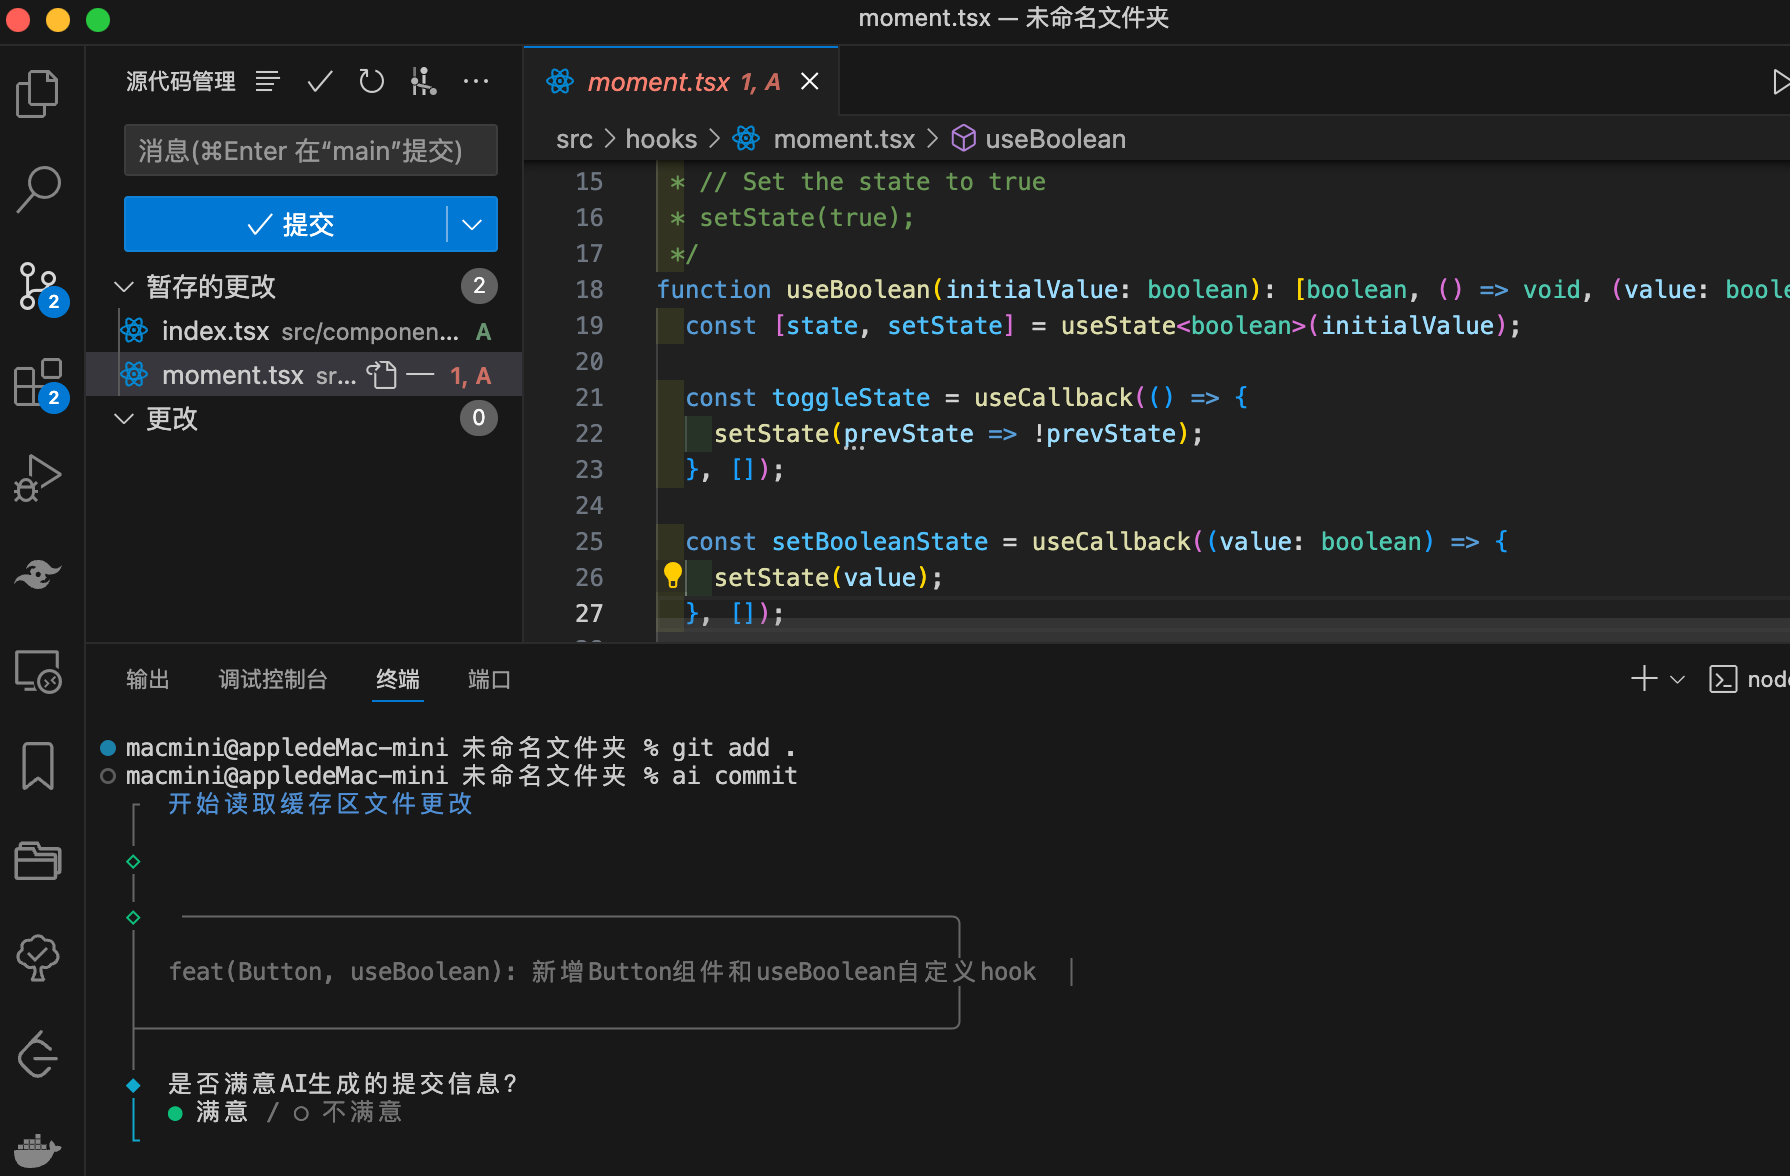 moment.tsx — 未命名文件夹
源代码管理
消息(⌘Enter 在“main”提交)
提交
暂存的更改 2
index.tsx src/componen... A
moment.tsx sr... 1, A
更改 0
2
2
moment.tsx 1, A
src > hooks > moment.tsx > useBoolean
15 * // Set the state to true
16 * setState(true);
17 */
18 function useBoolean(initialValue: boolean): [boolean, () => void, (value: boole
19 const [state, setState] = useState<boolean>(initialValue);
20
21 const toggleState = useCallback(() => {
22 setState(prevState => !prevState);
23 }, []);
24
25 const setBooleanState = useCallback((value: boolean) => {
26 setState(value);
27 }, []);
输出 调试控制台 终端 端口
node
macmini@appledeMac-mini 未命名文件夹 % git add .
macmini@appledeMac-mini 未命名文件夹 % ai commit
开始读取缓存区文件更改
feat(Button, useBoolean): 新增Button组件和useBoolean自定义hook
是否满意AI生成的提交信息?
满意 / 不满意